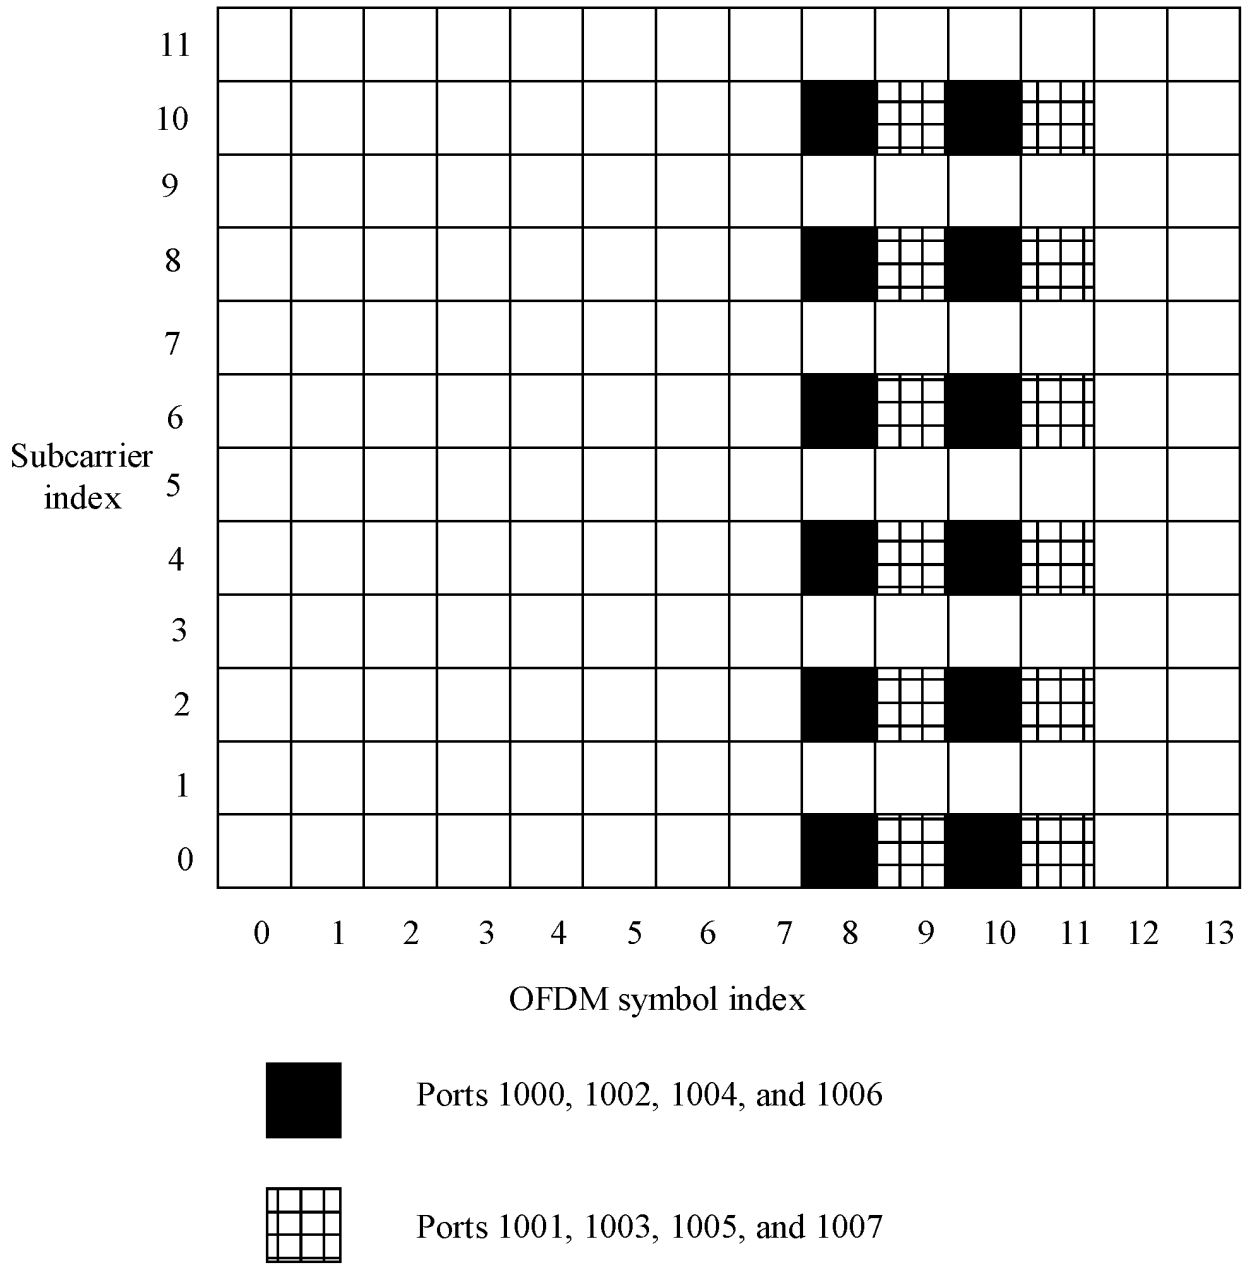 11
10
9
8
7
6
Subcarrier
index
5
4
3
2
1
0
0 1 2 3 4 5 6 7 8 9 10 11 12 13
OFDM symbol index
Ports 1000, 1002, 1004, and 1006
Ports 1001, 1003, 1005, and 1007